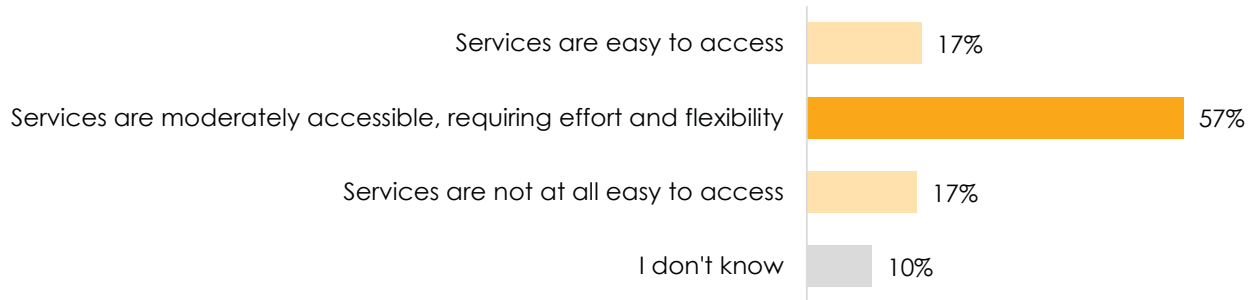 Services are easy to access 17%
Services are moderately accessible, requiring effort and flexibility 57%
Services are not at all easy to access 17%
I don't know 10%